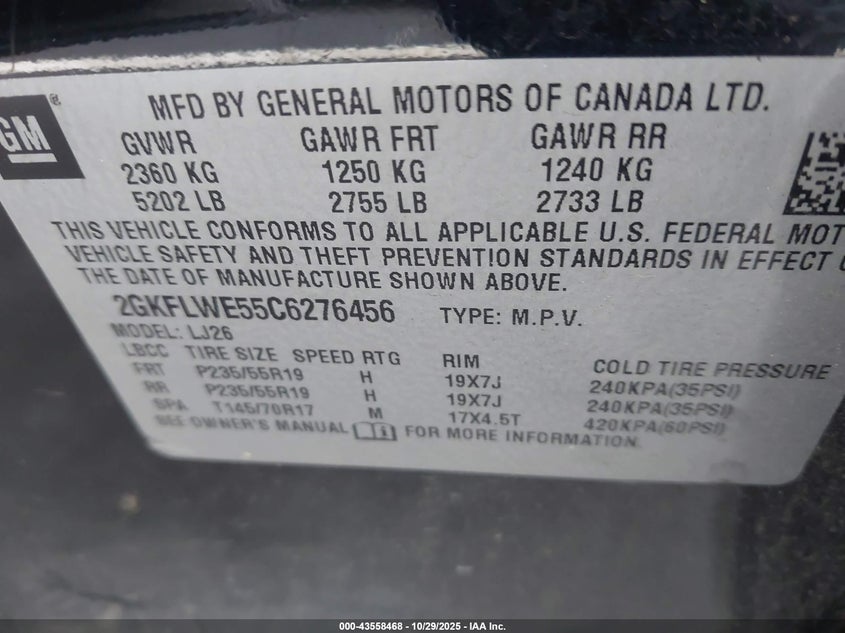 GM®
MFD BY GENERAL MOTORS OF CANADA LTD.
GVWR GAWR FRT GAWR RR
2360 KG 1250 KG 1240 KG
5202 LB 2755 LB 2733 LB
THIS VEHICLE CONFORMS TO ALL APPLICABLE U.S. FEDERAL MOT
VEHICLE SAFETY AND THEFT PREVENTION STANDARDS IN EFFECT
THE DATE OF MANUFACTURE SHOWN ABOVE.
2GKFLWE55C6276456 TYPE: M.P.V.
MODEL: LJ26
LBCC TIRE SIZE SPEED RTG RIM COLD TIRE PRESSURE
FRT P235/55R19 H 19X7J 240KPA(35PSI)
RR P235/55R19 H 19X7J 240KPA(35PSI)
SPA T145/70R17 M 17X4.5T 420KPA(60PSI)
SEE OWNER'S MANUAL FOR MORE INFORMATION.
000-43558468 - 10/29/2025 - IAA Inc.